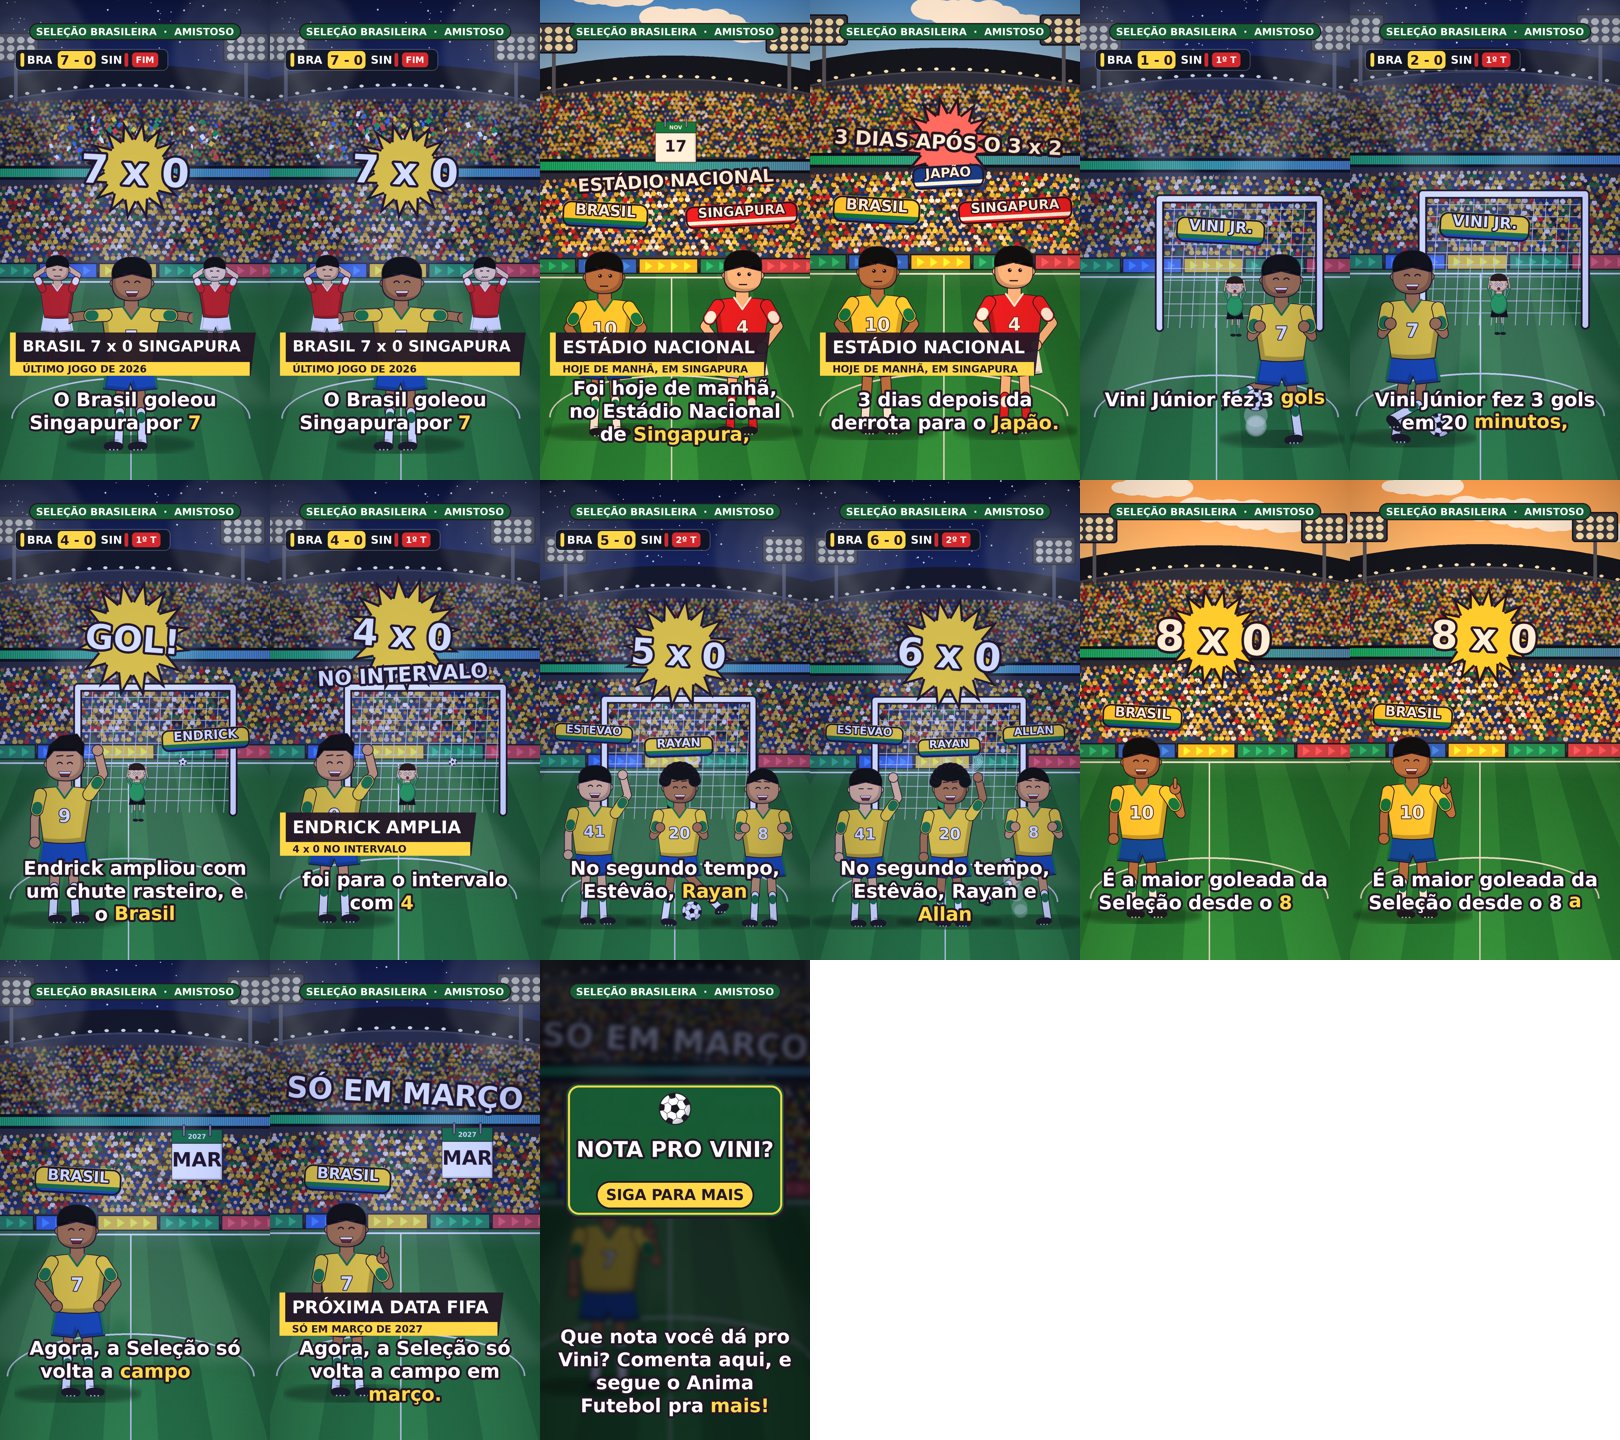 SELEÇÃO BRASILEIRA · AMISTOSO
BRA 7 - 0 SIN FIM
7 x 0
7
BRASIL 7 x 0 SINGAPURA
ÚLTIMO JOGO DE 2026
O Brasil goleou
Singapura por 7
SELEÇÃO BRASILEIRA · AMISTOSO
BRA 7 - 0 SIN FIM
7 x 0
7
BRASIL 7 x 0 SINGAPURA
ÚLTIMO JOGO DE 2026
O Brasil goleou
Singapura por 7
SELEÇÃO BRASILEIRA · AMISTOSO
NOV
17
ESTÁDIO NACIONAL
BRASIL
SINGAPURA
10
4
ESTÁDIO NACIONAL
HOJE DE MANHÃ, EM SINGAPURA
Foi hoje de manhã,
no Estádio Nacional
de Singapura,
SELEÇÃO BRASILEIRA · AMISTOSO
3 DIAS APÓS O 3 x 2
JAPÃO
BRASIL
SINGAPURA
10
4
ESTÁDIO NACIONAL
HOJE DE MANHÃ, EM SINGAPURA
3 dias depois da
derrota para o Japão.
SELEÇÃO BRASILEIRA · AMISTOSO
BRA 1 - 0 SIN 1º T
VINI JR.
7
Vini Júnior fez 3 gols
SELEÇÃO BRASILEIRA · AMISTOSO
BRA 2 - 0 SIN 1º T
VINI JR.
7
Vini Júnior fez 3 gols
em 20 minutos,
SELEÇÃO BRASILEIRA · AMISTOSO
BRA 4 - 0 SIN 1º T
GOL!
ENDRICK
9
Endrick ampliou com
um chute rasteiro, e
o Brasil
SELEÇÃO BRASILEIRA · AMISTOSO
BRA 4 - 0 SIN 1º T
4 x 0
NO INTERVALO
ENDRICK AMPLIA
4 x 0 NO INTERVALO
foi para o intervalo
com 4
SELEÇÃO BRASILEIRA · AMISTOSO
BRA 5 - 0 SIN 2º T
5 x 0
ESTÊVÃO
RAYAN
41
20
8
No segundo tempo,
Estêvão, Rayan
SELEÇÃO BRASILEIRA · AMISTOSO
BRA 6 - 0 SIN 2º T
6 x 0
ESTÊVÃO
RAYAN
ALLAN
41
20
8
No segundo tempo,
Estêvão, Rayan e
Allan
SELEÇÃO BRASILEIRA · AMISTOSO
8 x 0
BRASIL
10
É a maior goleada da
Seleção desde o 8
SELEÇÃO BRASILEIRA · AMISTOSO
8 x 0
BRASIL
10
É a maior goleada da
Seleção desde o 8 a
SELEÇÃO BRASILEIRA · AMISTOSO
2027
MAR
BRASIL
7
Agora, a Seleção só
volta a campo
SELEÇÃO BRASILEIRA · AMISTOSO
SÓ EM MARÇO
2027
MAR
BRASIL
7
PRÓXIMA DATA FIFA
SÓ EM MARÇO DE 2027
Agora, a Seleção só
volta a campo em
março.
SELEÇÃO BRASILEIRA · AMISTOSO
SÓ EM MARÇO
NOTA PRO VINI?
SIGA PARA MAIS
7
Que nota você dá pro
Vini? Comenta aqui, e
segue o Anima
Futebol pra mais!